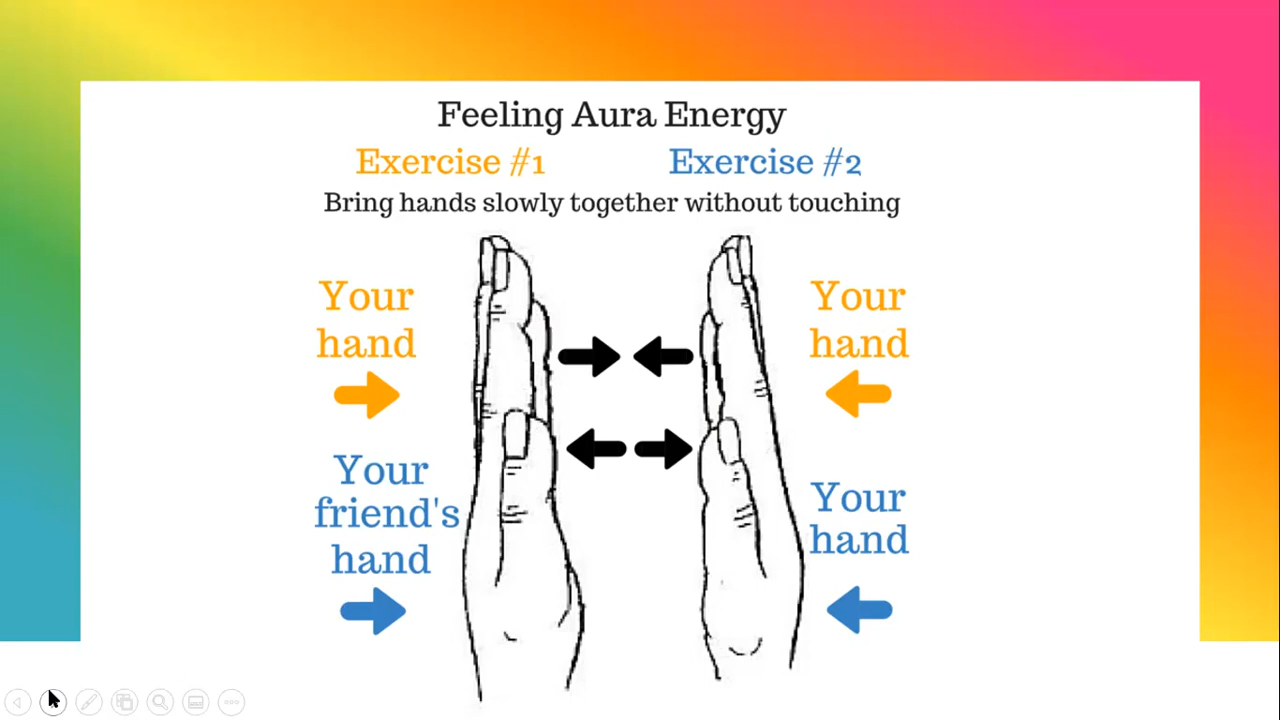 Feeling Aura Energy
Exercise #1
Exercise #2
Bring hands slowly together without touching
Your
hand
Your
hand
Your
friend's
hand
Your
hand